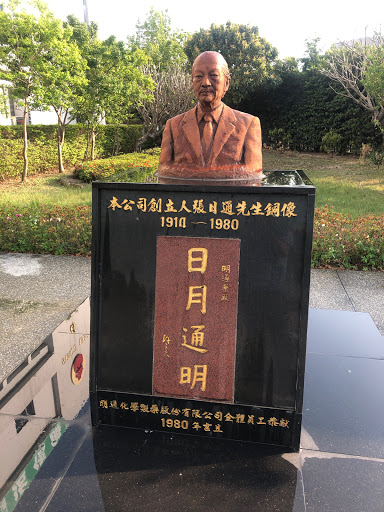 本公司創立人張日通先生銅像
1910 — 1980
日月通明
明通化學製藥股份有限公司全體員工敬獻
1980年吉立